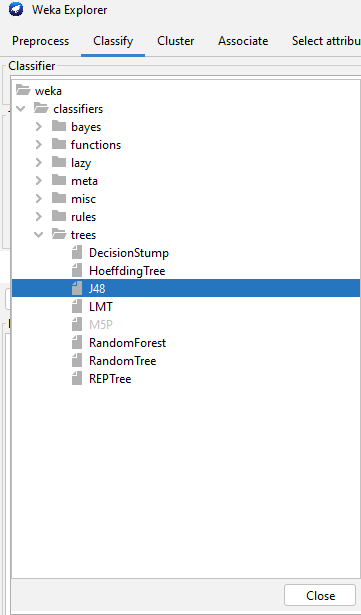 Weka Explorer
Preprocess Classify Cluster Associate Select attribu
Classifier
weka
classifiers
bayes
functions
lazy
meta
misc
rules
trees
DecisionStump
HoeffdingTree
J48
LMT
M5P
RandomForest
RandomTree
REPTree
Close